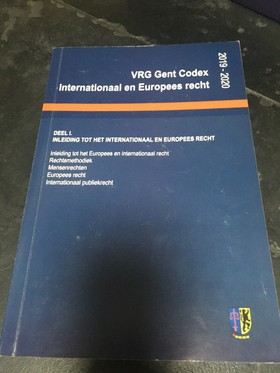 VRG Gent Codex
Internationaal en Europees recht
2019 - 2020
DEEL I.
INLEIDING TOT HET INTERNATIONAAL EN EUROPEES RECHT
Inleiding tot het Europees en internationaal recht
Rechtsmethodiek
Mensenrechten
Europees recht
Internationaal publiekrecht